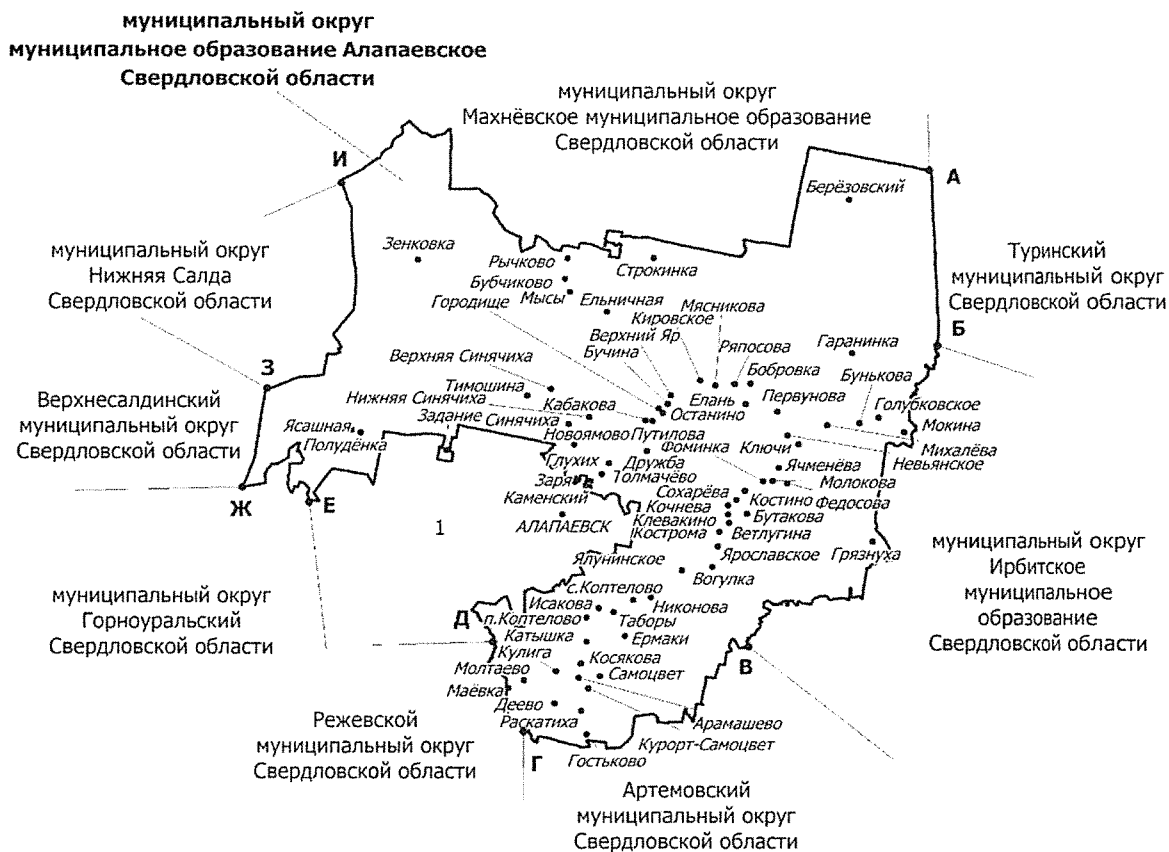 муниципальный округ
муниципальное образование Алапаевское
Свердловской области
муниципальный округ
Махнёвское муниципальное образование
Свердловской области
И
А
Берёзовский
муниципальный округ
Нижняя Салда
Свердловской области
Зенковка
Рычково
Строкинка
Бубчиково
Мысы
Городище
Ельничная
Мясникова
Кировское
Верхний Яр
Бучина
Ряпосова
Гаранинка
Туринский
муниципальный округ
Свердловской области
Б
Верхняя Синячиха
Бобровка
Бунькова
З
Тимошина
Нижняя Синячиха
Кабакова
Елань
Останино
Первунова
Голубковское
Мокина
Верхнесалдинский
муниципальный округ
Свердловской области
Ясашная
Полудёнка
Задание
Синячиха
Новоямово
Путилова
Фоминка
Ключи
Михалёва
Невьянское
Глухих
Дружба
Ячменёва
Заря
Толмачёво
Молокова
Каменский
Сохарёва
Костино
Федосова
Ж
Е
1
АЛАПАЕВСК
Кочнева
Клевакино
Бутакова
Кострома
Ветлугина
Ялунинское
Ярославское
Грязнуха
Вогулка
муниципальный округ
Ирбитское
муниципальное
образование
Свердловской области
муниципальный округ
Горноуральский
Свердловской области
с.Коптелово
Исакова
Никонова
Д
п.Коптелово
Таборы
Катышка
Ермаки
В
Кулига
Косякова
Молтаево
Самоцвет
Маёвка
Деево
Раскатиха
Арамашево
Курорт-Самоцвет
Г
Гостьково
Режевской
муниципальный округ
Свердловской области
Артемовский
муниципальный округ
Свердловской области